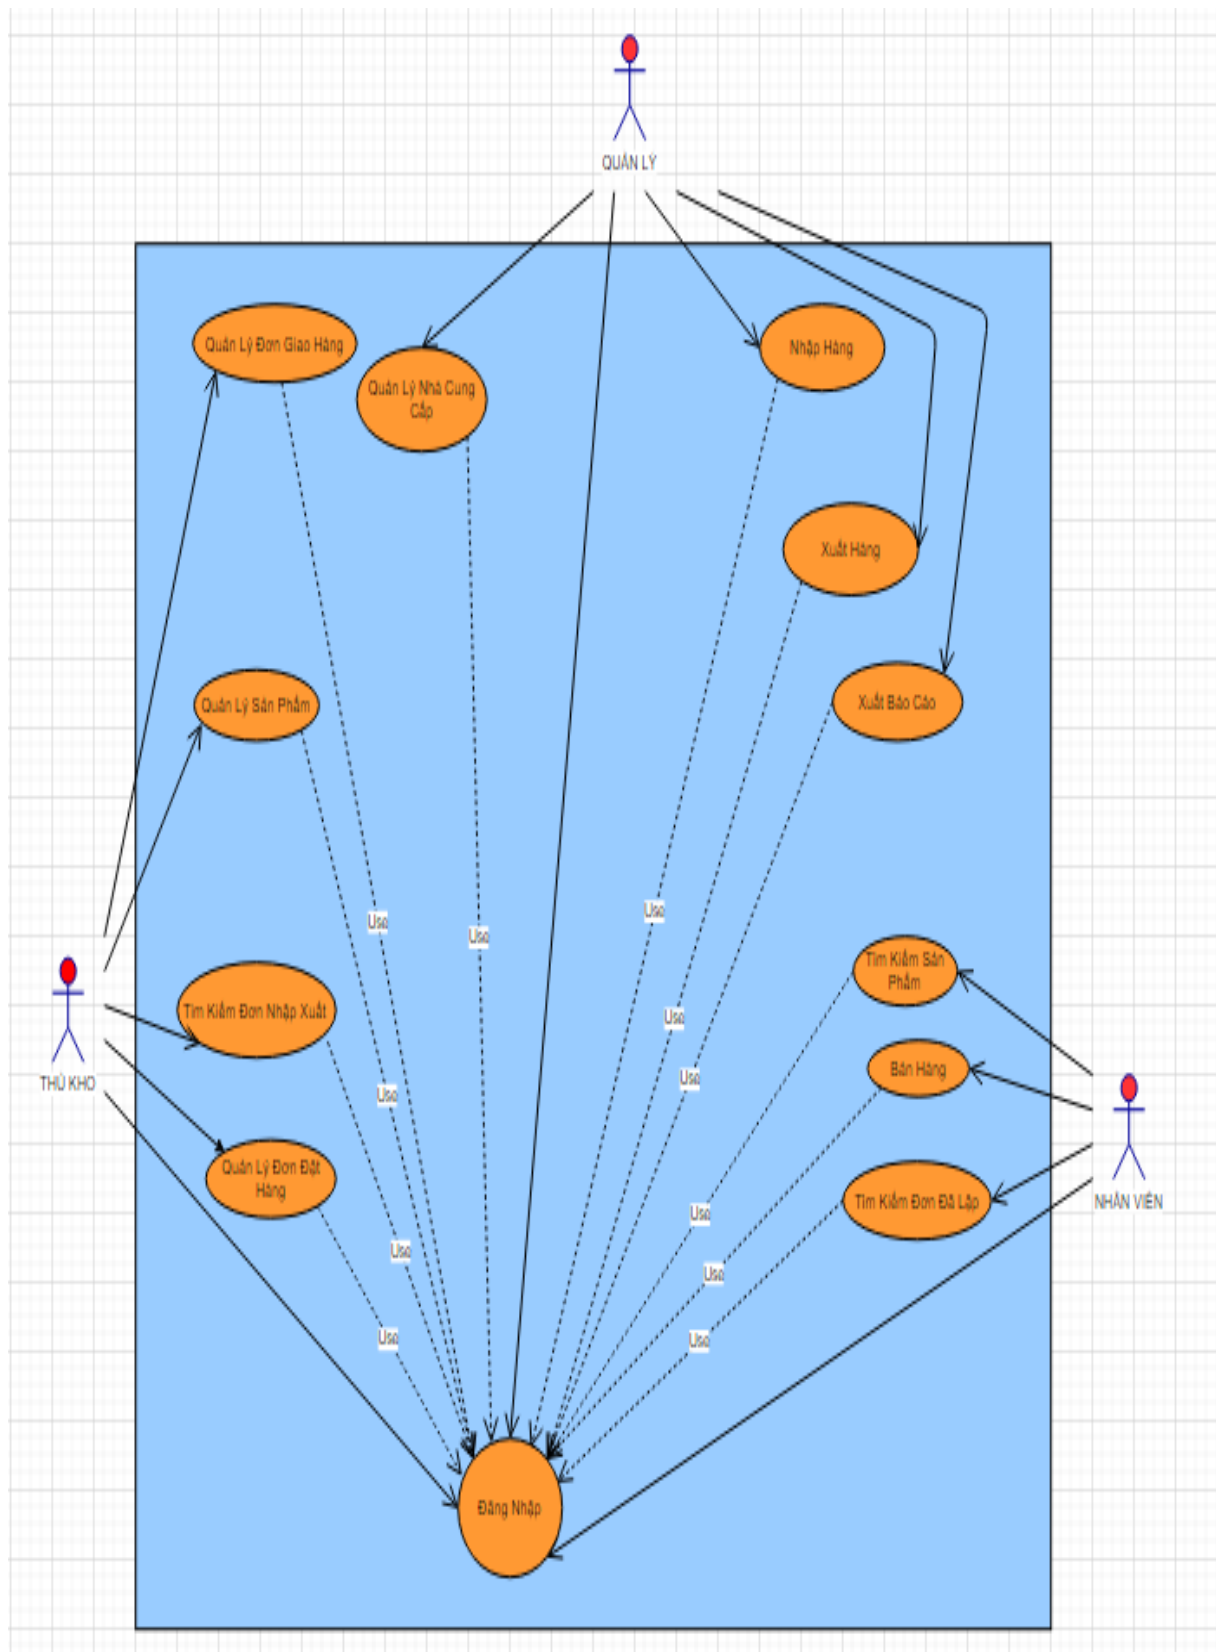 QUẢN LÝ
Quản Lý Đơn Giao Hàng
Nhập Hàng
Quản Lý Nhà Cung
Cấp
Xuất Hàng
Quản Lý Sản Phẩm
Xuất Báo Cáo
Use
Use
Use
Tìm Kiếm Sản
Phẩm
Tìm Kiếm Đơn Nhập Xuất
Use
Bán Hàng
THỦ KHO
Use
Use
Quản Lý Đơn Đặt
Hàng
Tìm Kiếm Đơn Đã Lập
NHÂN VIÊN
Use
Use
Use
Use
Use
Đăng Nhập